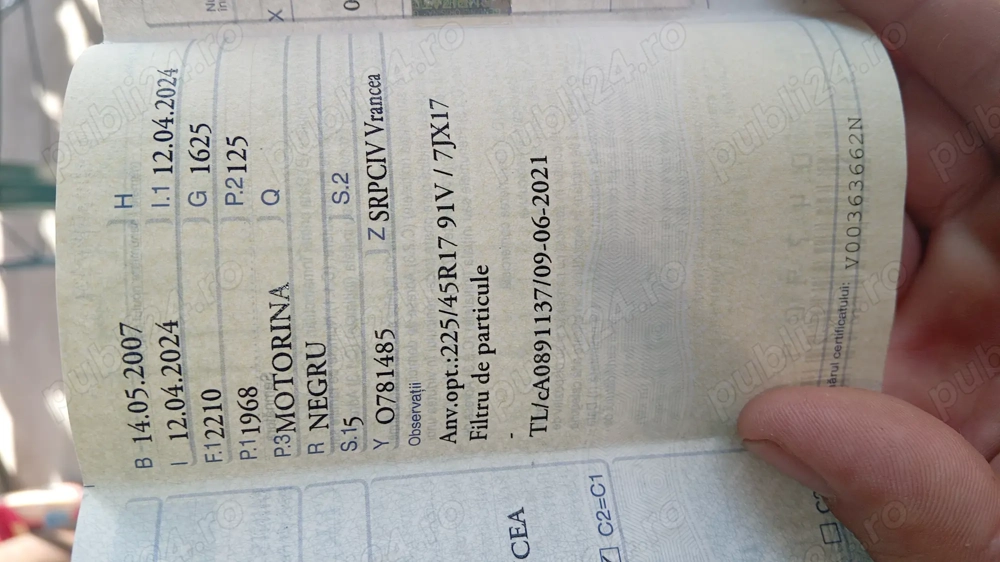 B 14.05.2007 H
I 12.04.2024 I.1 12.04.2024
F.1 2210 G 1625
P.1 1968 P.2 125
P.3 MOTORINA Q
R NEGRU
S.1 5 S.2
Y O781485 Z SRPCIV Vrancea
Observații
Anv.opt.:225/45R17 91V / 7JX17
Filtru de particule
-
TL/cA0891137/09-06-2021
ărul certificatului: V00363662N
X
CEA
C2=C1
publi24.ro